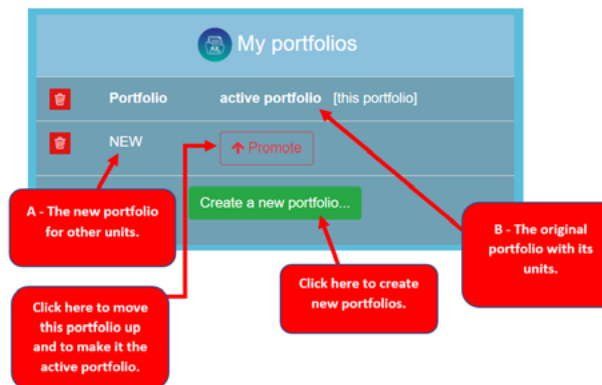 My portfolios
Portfolio active portfolio [this portfolio]
NEW
Promote
Create a new portfolio...
A - The new portfolio
for other units.
B - The original
portfolio with its
units.
Click here to create
new portfolios.
Click here to move
this portfolio up
and to make it the
active portfolio.